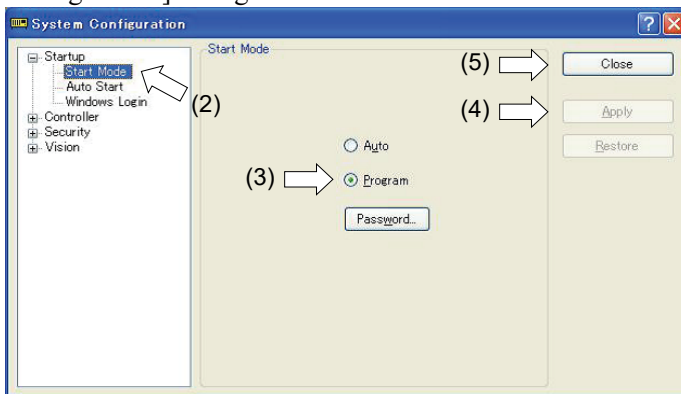 System Configuration
Startup
Start Mode
Auto Start
Windows Login
Controller
Security
Vision
(2)
Start Mode
Auto
(3)
Program
Password...
(5)
Close
(4)
Apply
Restore